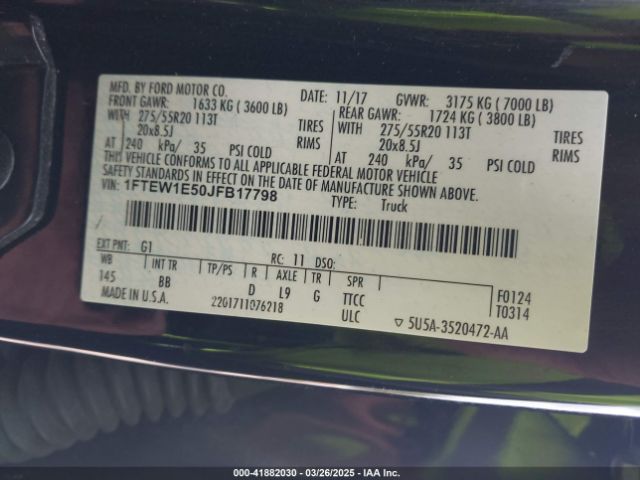 MFD. BY FORD MOTOR CO. DATE: 11/17 GVWR: 3175 KG (7000 LB)
FRONT GAWR: 1633 KG (3600 LB) REAR GAWR: 1724 KG (3800 LB)
WITH 275/55R20 113T TIRES WITH 275/55R20 113T TIRES
20x8.5J RIMS 20x8.5J RIMS
AT 240 kPa/ 35 PSI COLD AT 240 kPa/ 35 PSI COLD
THIS VEHICLE CONFORMS TO ALL APPLICABLE FEDERAL MOTOR VEHICLE
SAFETY STANDARDS IN EFFECT ON THE DATE OF MANUFACTURE SHOWN ABOVE.
VIN: 1FTEW1E50JFB17798 TYPE: Truck
EXT PNT: G1 RC: 11 DSO:
WB INT TR TP/PS R AXLE TR SPR
145 BB D L9 G TTCC F0124
MADE IN U.S.A. 2201711076218 ULC T0314
▽ 5U5A-3520472-AA
000-41882030 - 03/26/2025 - IAA Inc.